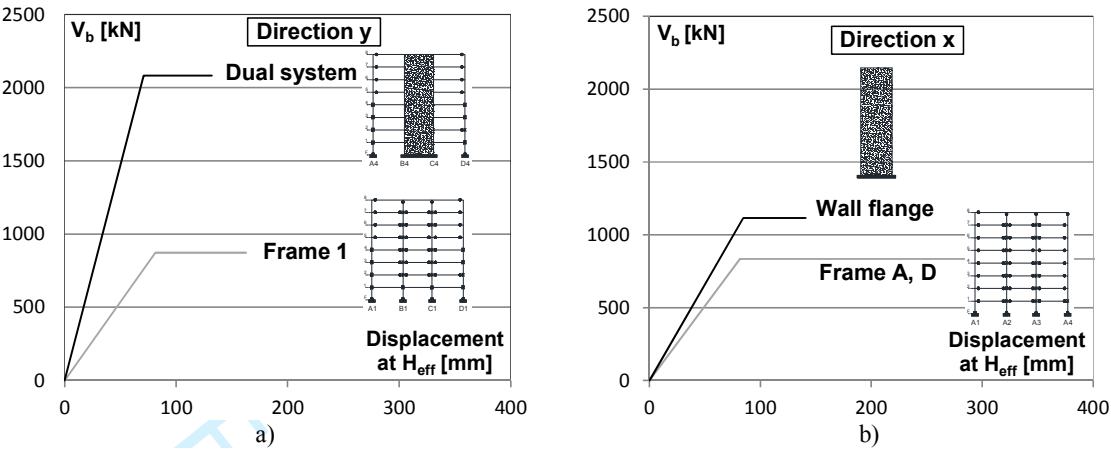 2500
V_b [kN]
Direction y
2000
Dual system
A4 B4 C4 D4
1500
1000
Frame 1
500
A1 B1 C1 D1
Displacement
at H_eff [mm]
0
0 100 200 300 400
a)
2500
V_b [kN]
Direction x
2000
1500
Wall flange
1000
Frame A, D
500
A1 A2 A3 A4
Displacement
at H_eff [mm]
0
0 100 200 300 400
b)